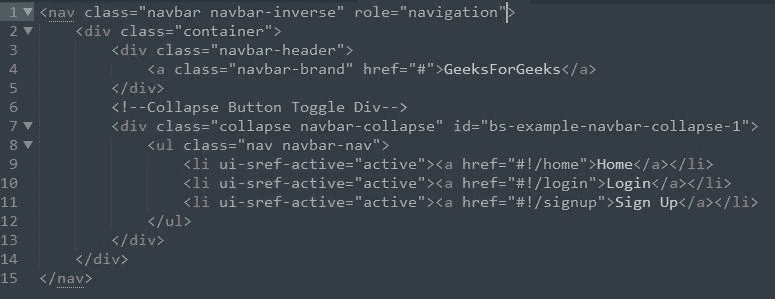 1 <nav class="navbar navbar-inverse" role="navigation">
2     <div class="container">
3         <div class="navbar-header">
4             <a class="navbar-brand" href="#">GeeksForGeeks</a>
5         </div>
6         <!--Collapse Button Toggle Div-->
7         <div class="collapse navbar-collapse" id="bs-example-navbar-collapse-1">
8             <ul class="nav navbar-nav">
9                 <li ui-sref-active="active"><a href="#!/home">Home</a></li>
10                 <li ui-sref-active="active"><a href="#!/login">Login</a></li>
11                 <li ui-sref-active="active"><a href="#!/signup">Sign Up</a></li>
12             </ul>
13         </div>
14     </div>
15 </nav>